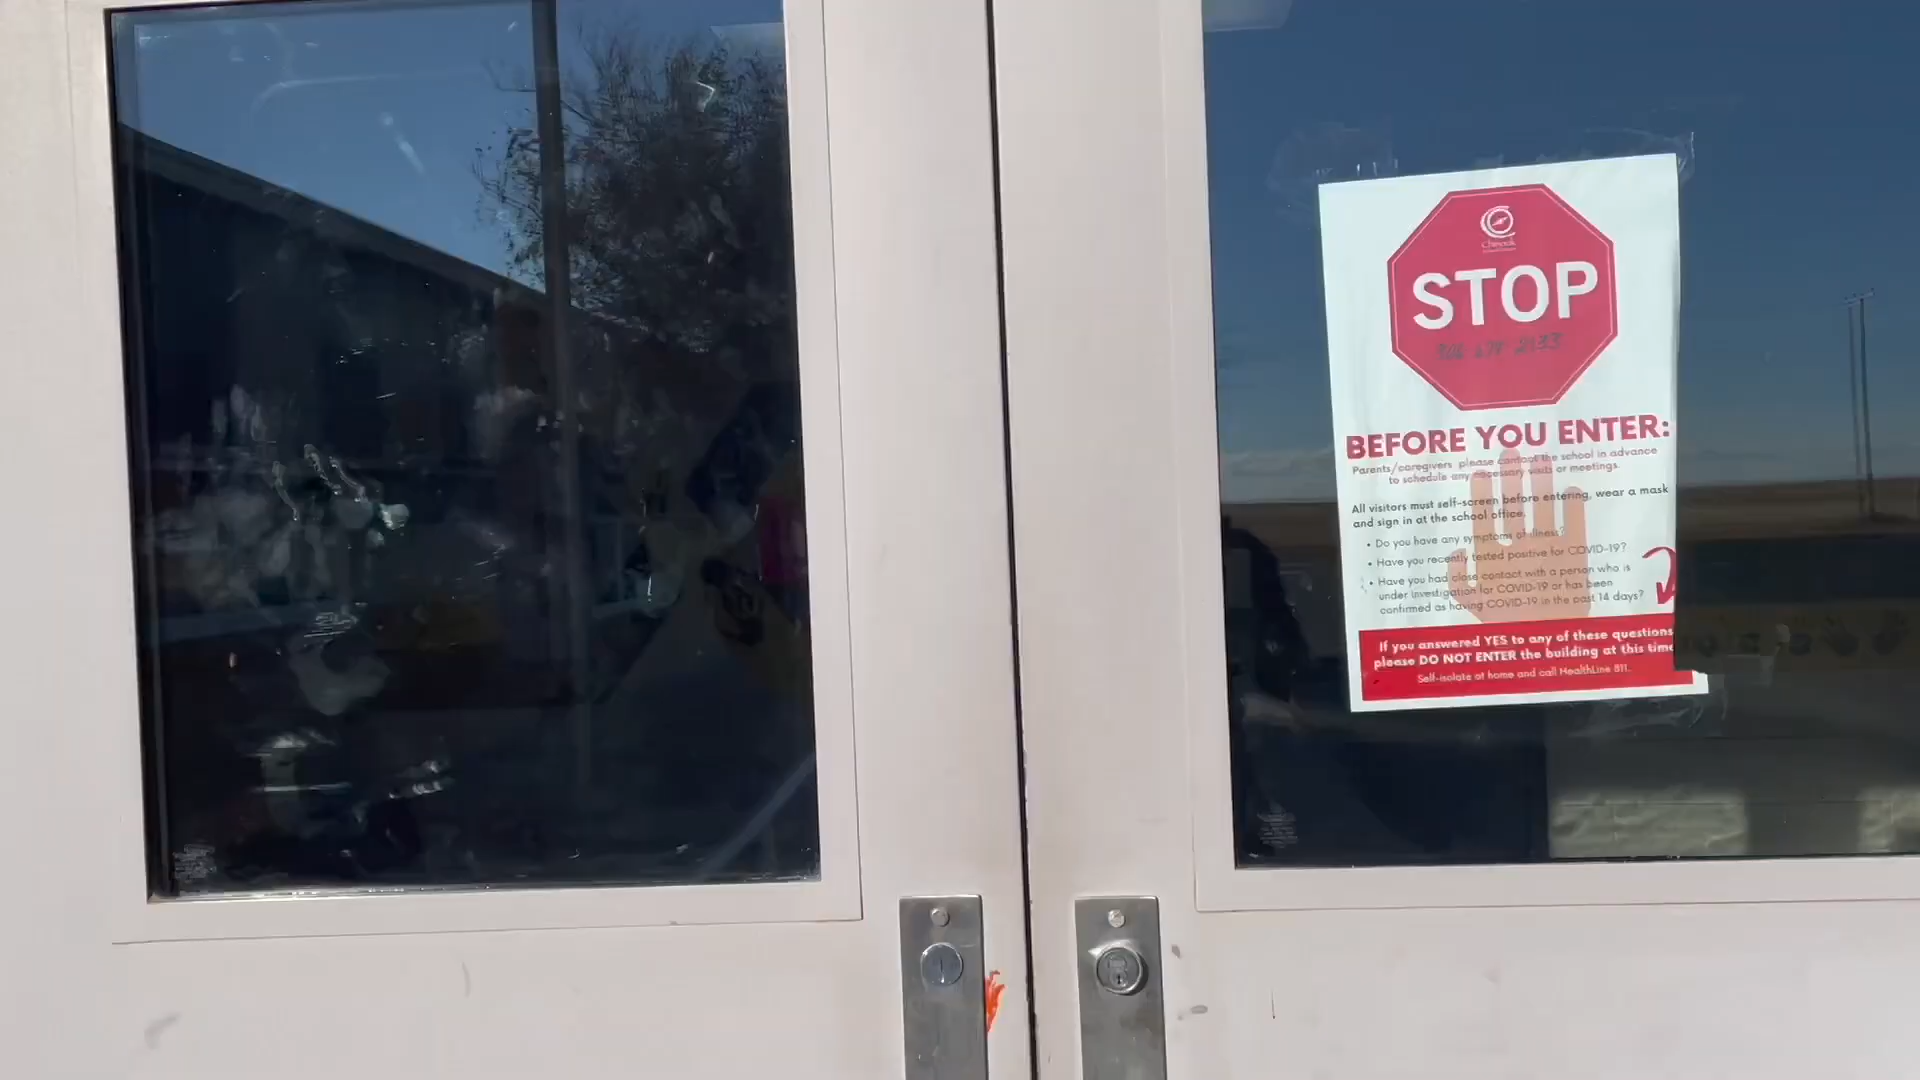 Chinook
STOP
BEFORE YOU ENTER:
Parents/caregivers please contact the school in advance
to schedule any necessary visits or meetings.
All visitors must self-screen before entering, wear a mask
and sign in at the school office.
• Do you have any symptoms of illness?
• Have you recently tested positive for COVID-19?
• Have you had close contact with a person who is
under investigation for COVID-19 or has been
confirmed as having COVID-19 in the past 14 days?
If you answered YES to any of these questions
please DO NOT ENTER the building at this time
Self-isolate at home and call HealthLine 811.